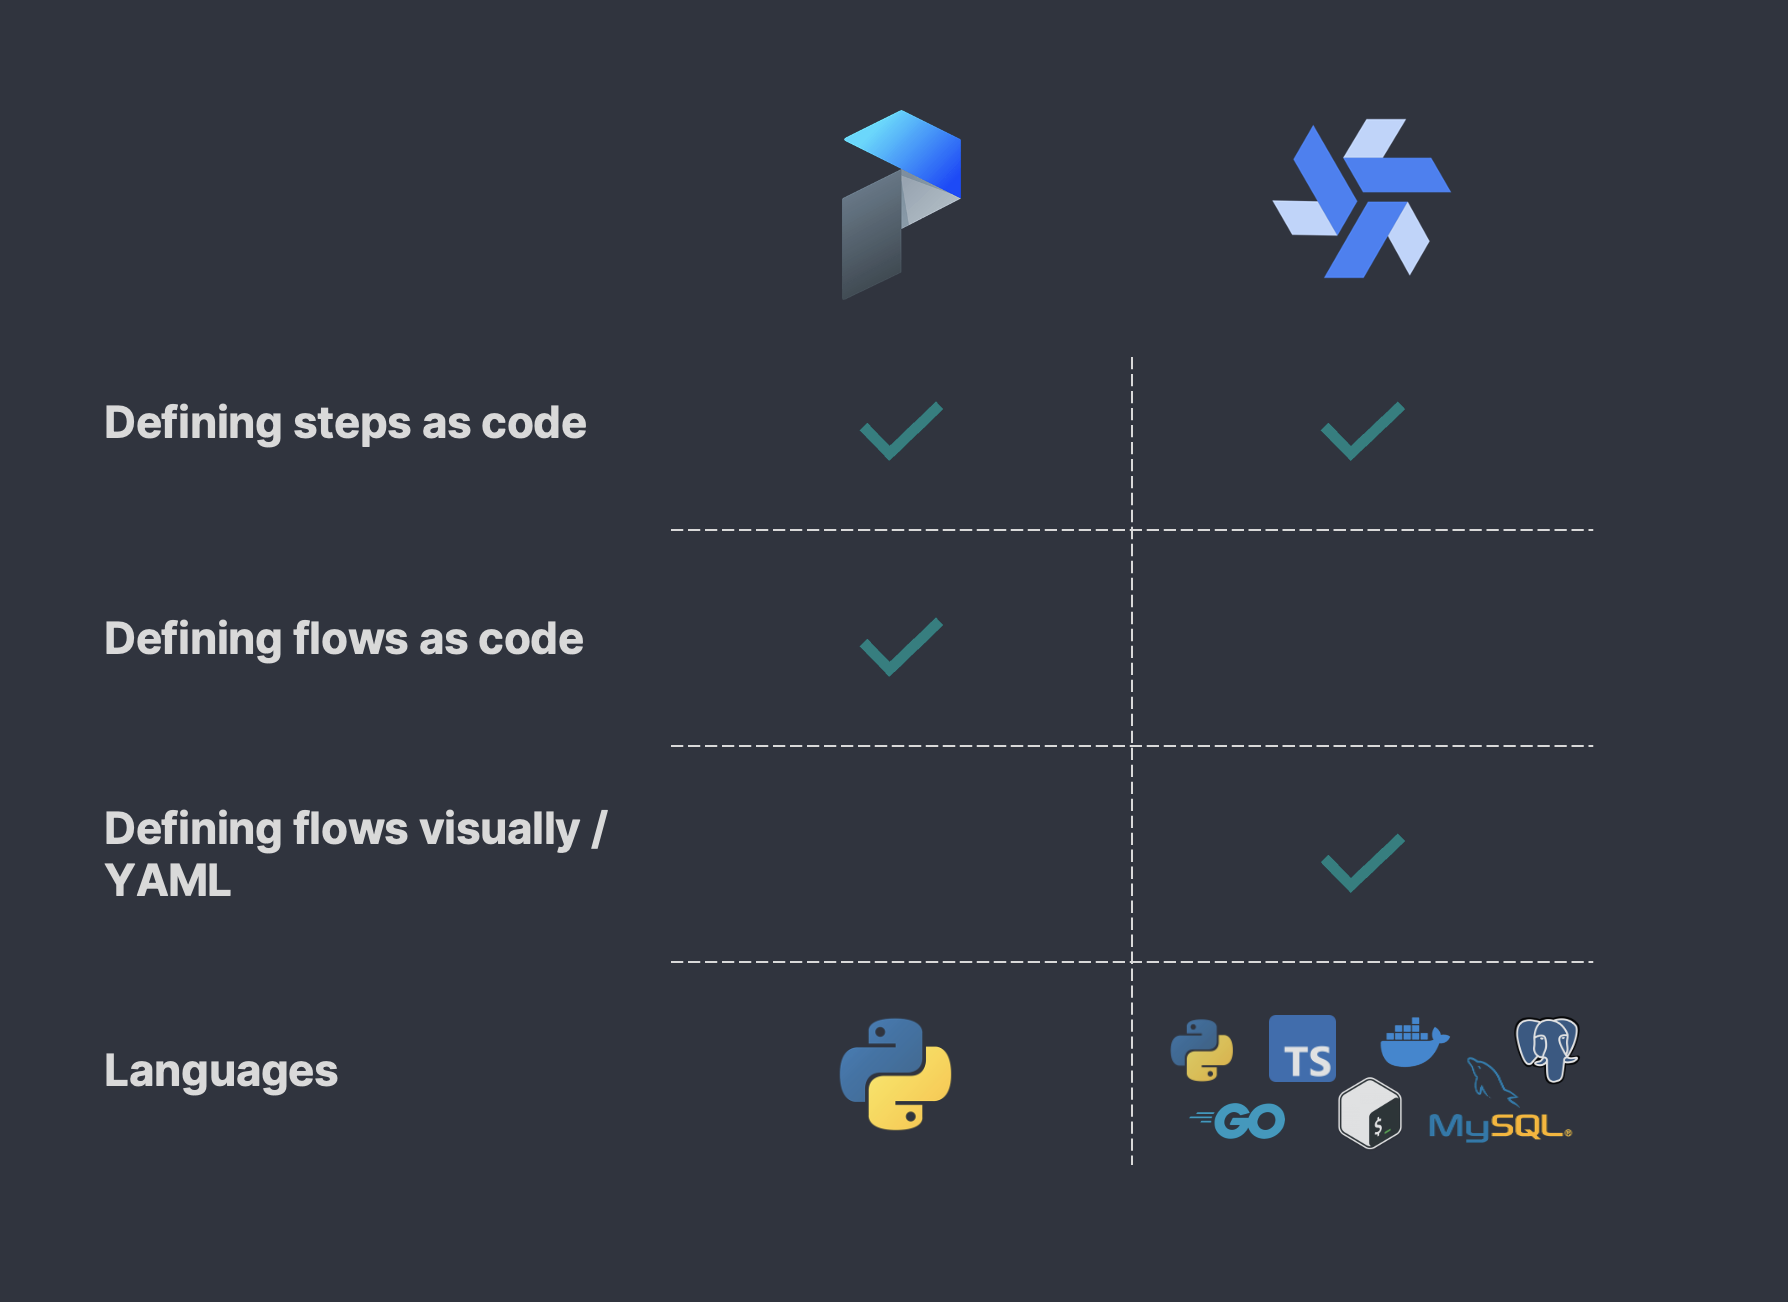 Defining steps as code
Defining flows as code
Defining flows visually /
YAML
Languages
TS
GO
$
MySQL®